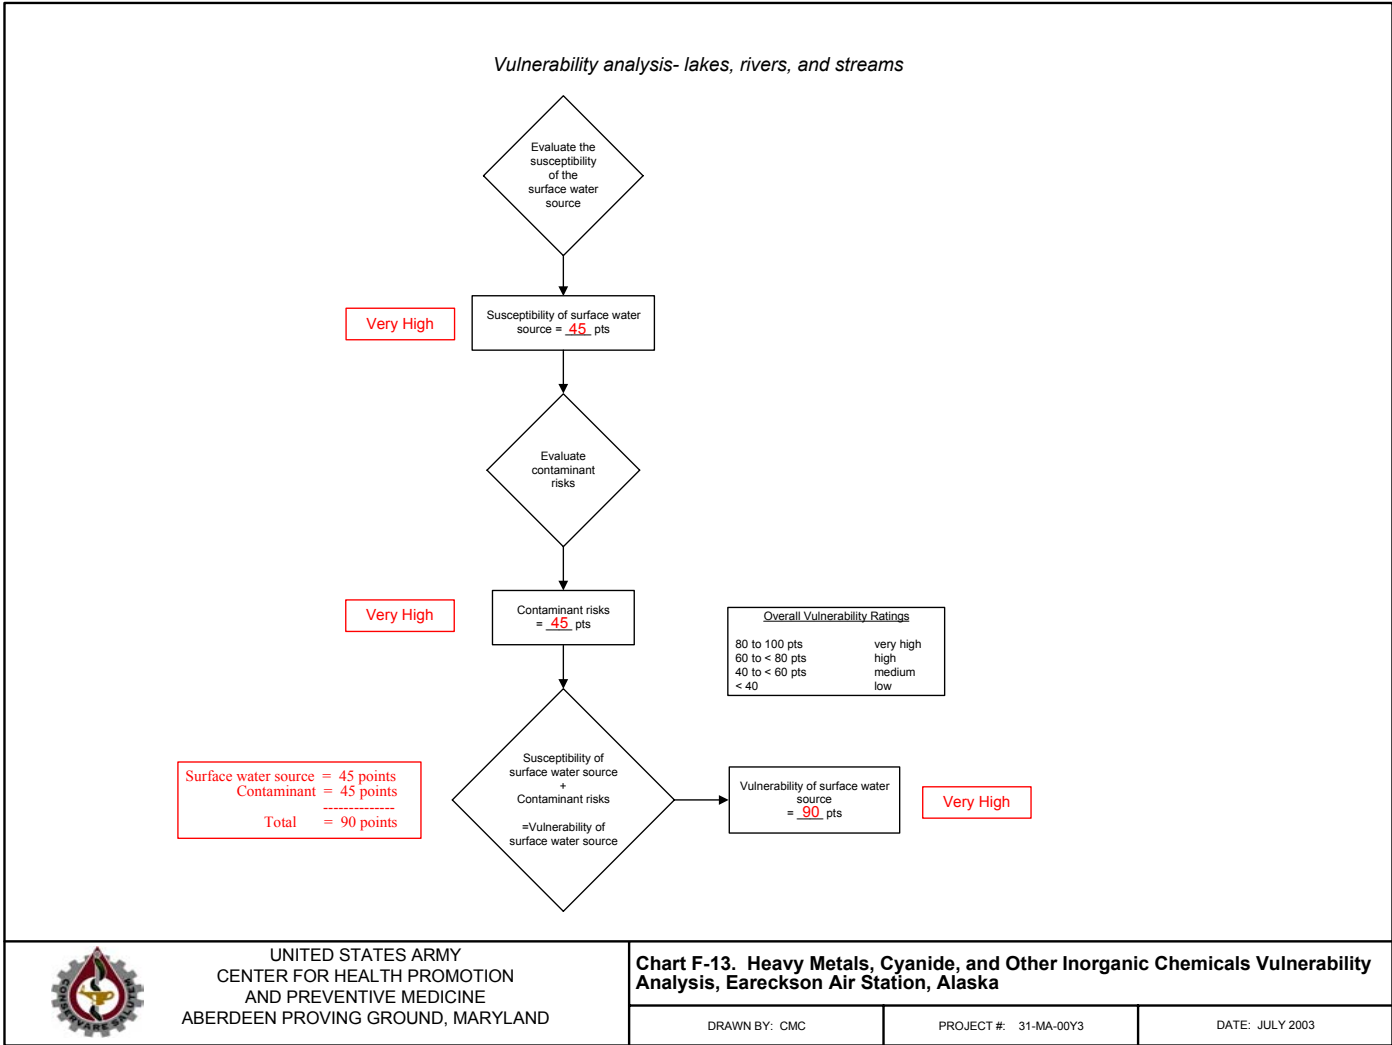 Vulnerability analysis- lakes, rivers, and streams
Evaluate the
susceptibility
of the
surface water
source
Very High
Susceptibility of surface water
source = 45 pts
Evaluate
contaminant
risks
Very High
Contaminant risks
= 45 pts
Overall Vulnerability Ratings
80 to 100 pts very high
60 to < 80 pts high
40 to < 60 pts medium
< 40 low
Surface water source = 45 points
Contaminant = 45 points
--------------
Total = 90 points
Susceptibility of
surface water source
+
Contaminant risks
=Vulnerability of
surface water source
Vulnerability of surface water
source
= 90 pts
Very High
CONSERVARE SALUTEM
UNITED STATES ARMY
CENTER FOR HEALTH PROMOTION
AND PREVENTIVE MEDICINE
ABERDEEN PROVING GROUND, MARYLAND
Chart F-13. Heavy Metals, Cyanide, and Other Inorganic Chemicals Vulnerability
Analysis, Eareckson Air Station, Alaska
DRAWN BY: CMC
PROJECT #: 31-MA-00Y3
DATE: JULY 2003